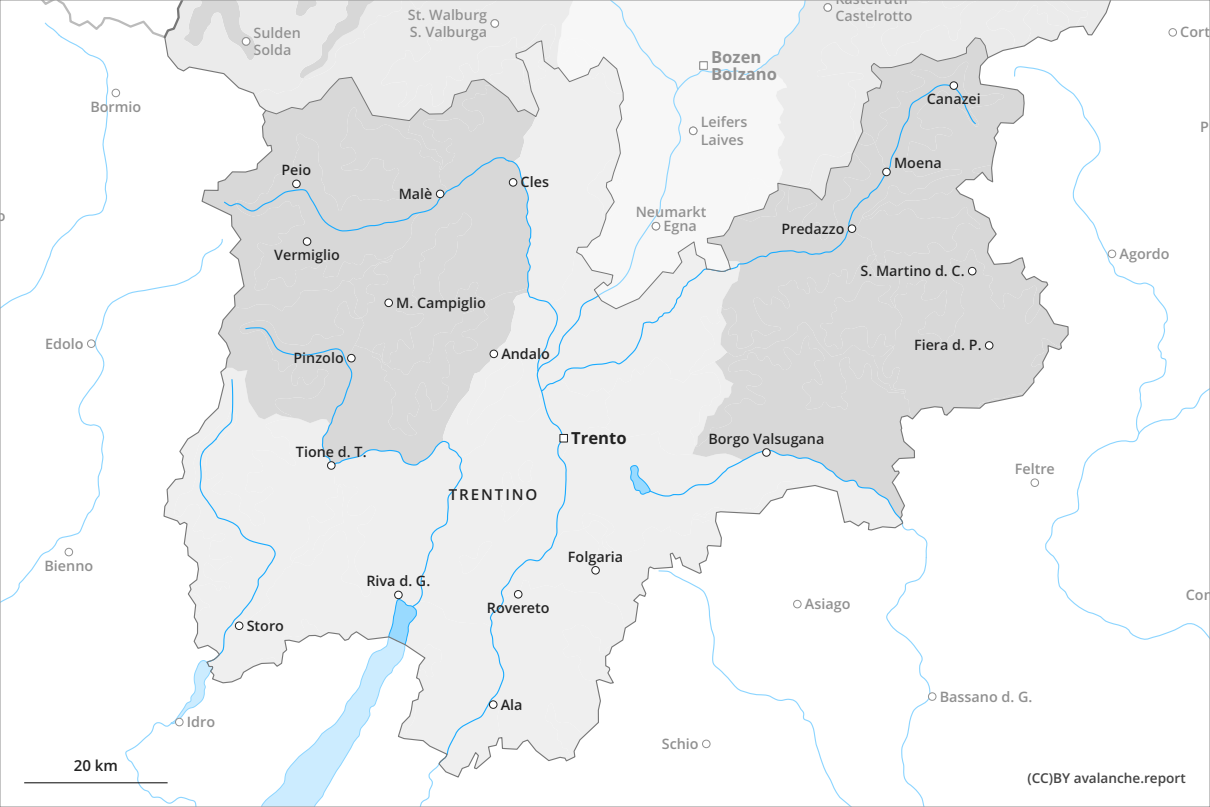 Kastelruth
Castelrotto
St. Walburg
S. Valburga
Sulden
Solda
Cort
Bozen
Bolzano
Bormio
Canazei
Leifers
Laives
P
Moena
Peio
Malè
Cles
Neumarkt
Egna
Predazzo
Vermiglio
Agordo
S. Martino d. C.
M. Campiglio
Edolo
Pinzolo
Andalo
Fiera d. P.
Trento
Borgo Valsugana
Tione d. T.
Feltre
TRENTINO
Bienno
Folgaria
Riva d. G.
Cor
Rovereto
Asiago
Storo
Bassano d. G.
Ala
Idro
Schio
20 km
(CC)BY avalanche.report